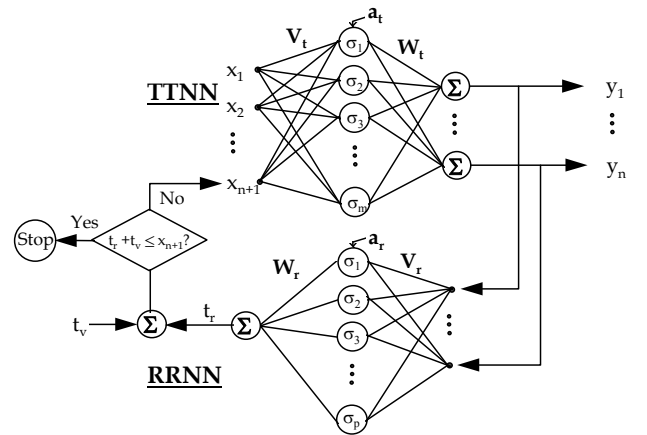 a_t
V_t
σ_1
W_t
x_1
TTNN
σ_2
Σ
y_1
x_2
σ_3
Σ
y_n
x_{n+1}
σ_m
No
Yes
Stop
t_r + t_v ≤ x_{n+1}?
a_r
W_r
σ_1
V_r
σ_2
t_v
Σ
t_r
Σ
σ_3
RRNN
σ_p